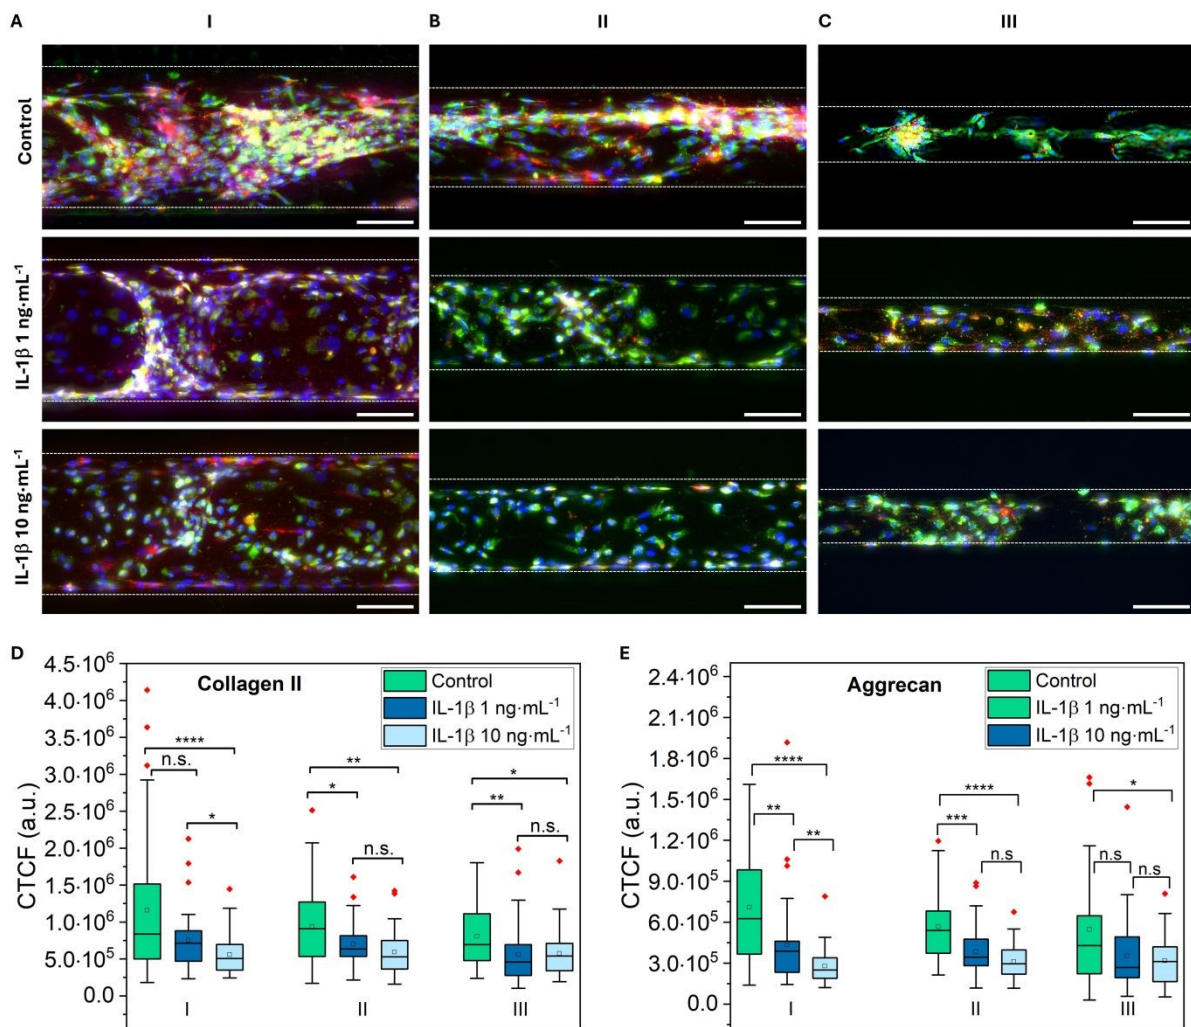 A I B II C III
Control
IL-1β 1 ng·mL-1
IL-1β 10 ng·mL-1
D
4.5·10⁶
4.0·10⁶
3.5·10⁶
3.0·10⁶
2.5·10⁶
2.0·10⁶
1.5·10⁶
1.0·10⁶
5.0·10⁵
0.0
CTCF (a.u.)
Collagen II
Control
IL-1β 1 ng·mL-1
IL-1β 10 ng·mL-1
****
n.s.
*
**
*
n.s.
*
**
n.s.
I II III
E
2.4·10⁶
2.1·10⁶
1.8·10⁶
1.5·10⁶
1.2·10⁶
9.0·10⁵
6.0·10⁵
3.0·10⁵
0.0
CTCF (a.u.)
Aggrecan
Control
IL-1β 1 ng·mL-1
IL-1β 10 ng·mL-1
****
**
**
****
***
n.s
*
n.s
n.s
I II III